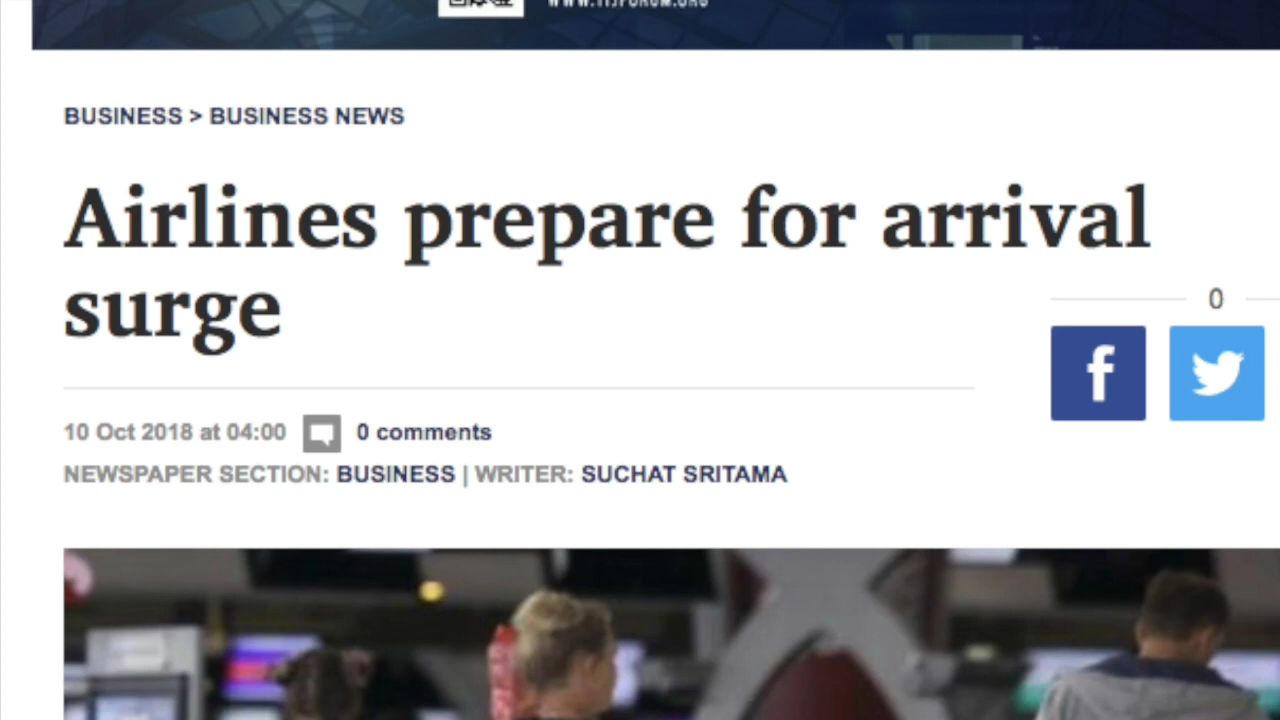 BUSINESS > BUSINESS NEWS
Airlines prepare for arrival
surge
0
10 Oct 2018 at 04:00 0 comments
NEWSPAPER SECTION: BUSINESS | WRITER: SUCHAT SRITAMA